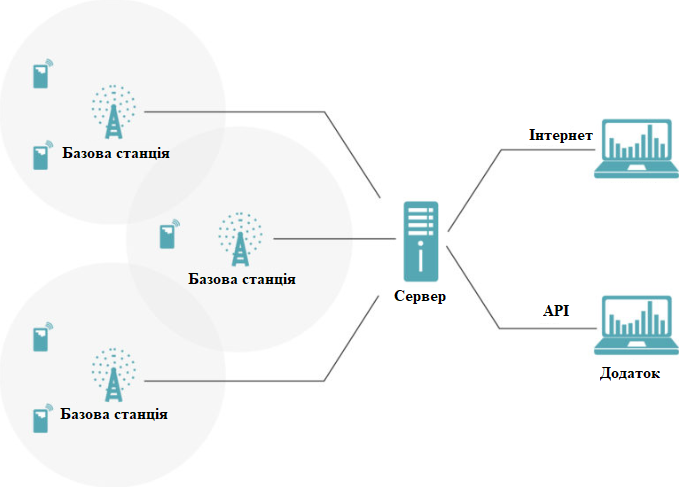 Базова станція
Базова станція
Базова станція
Сервер
Інтернет
API
Додаток